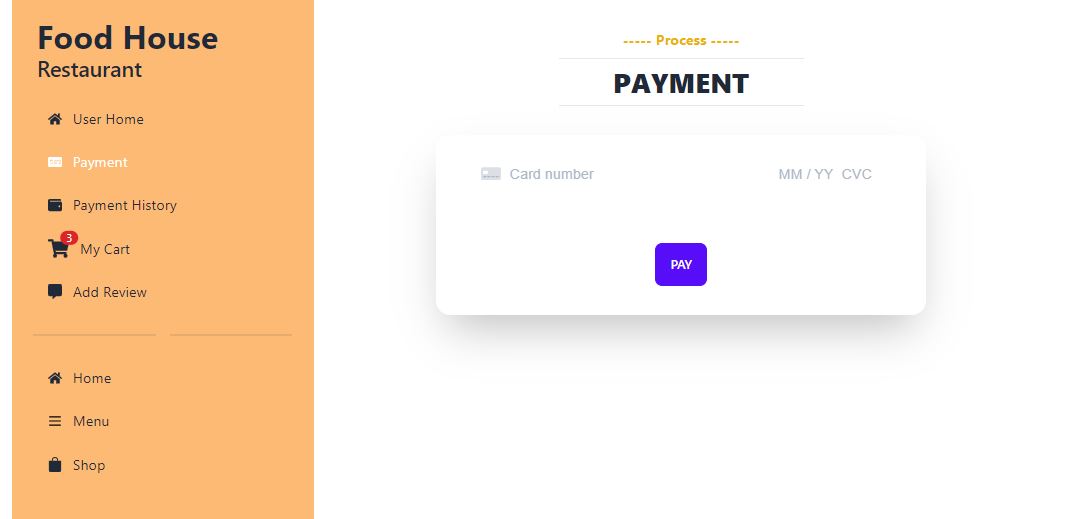 Food House
Restaurant
User Home
Payment
Payment History
3
My Cart
Add Review
Home
Menu
Shop
----- Process -----
PAYMENT
Card number MM / YY CVC
PAY